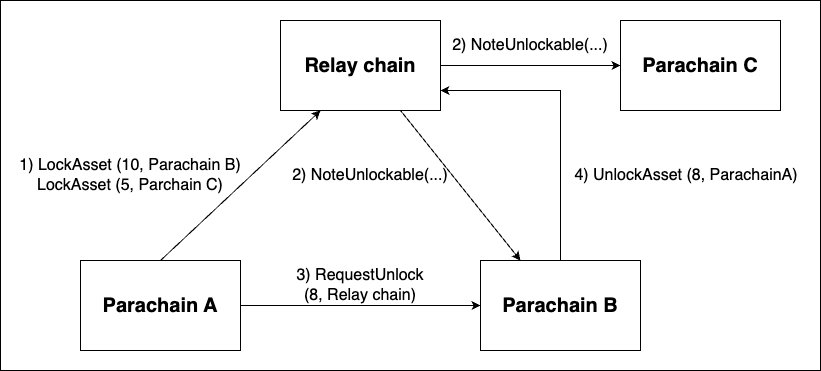 Relay chain
2) NoteUnlockable(...)
Parachain C
1) LockAsset (10, Parachain B)
LockAsset (5, Parchain C)
2) NoteUnlockable(...)
4) UnlockAsset (8, ParachainA)
Parachain A
3) RequestUnlock
(8, Relay chain)
Parachain B